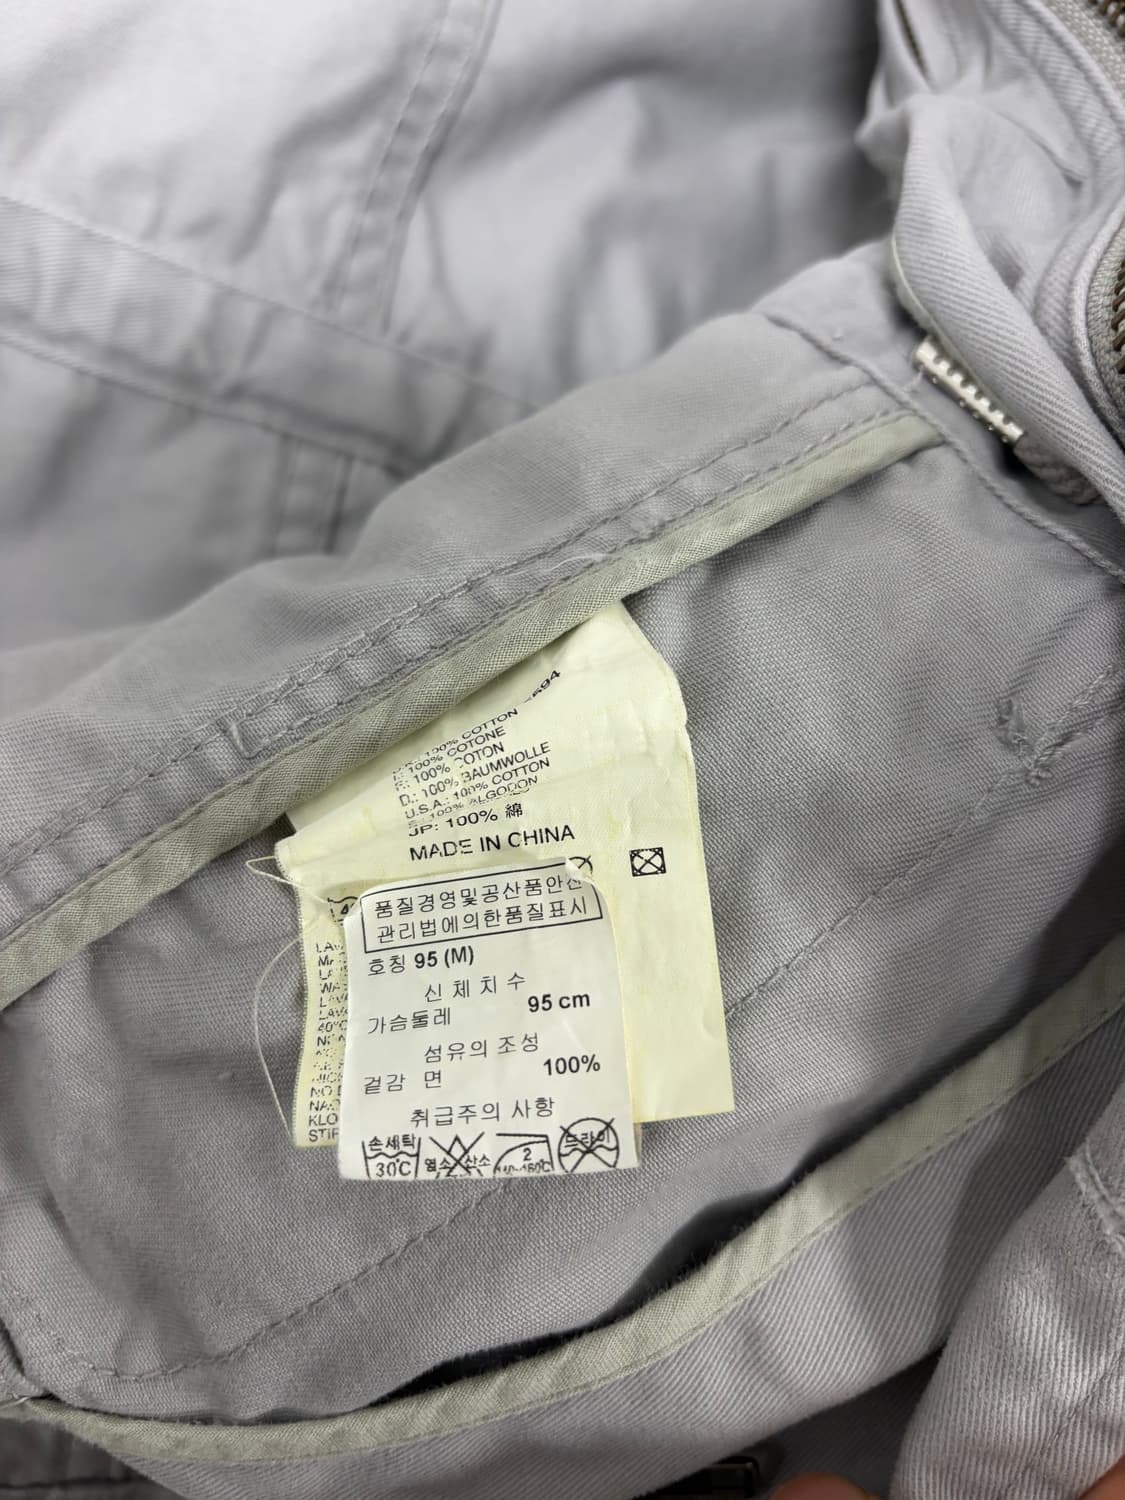 100% COTTON
100% COTONE
100% COTON
D.: 100% BAUMWOLLE
U.S.A.: 100% COTTON
100% ALGODON
JP: 100% 綿
MADE IN CHINA
품질경영및공산품안전
관리법에의한품질표시
호칭 95 (M)
신체치수
가슴둘레 95 cm
섬유의 조성
겉감 면 100%
취급주의 사항
손세탁 30℃ 염소 산소 2 드라이
40°C
KLO